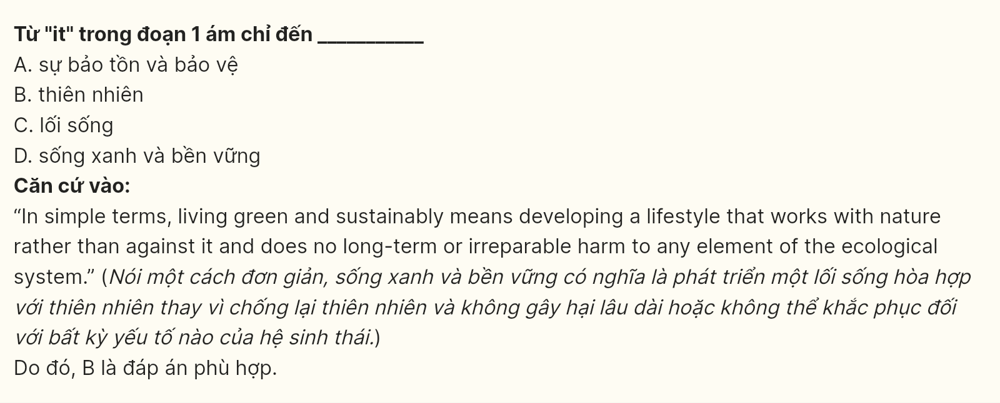 Từ "it" trong đoạn 1 ám chỉ đến ___________
A. sự bảo tồn và bảo vệ
B. thiên nhiên
C. lối sống
D. sống xanh và bền vững
Căn cứ vào:
“In simple terms, living green and sustainably means developing a lifestyle that works with nature
rather than against it and does no long-term or irreparable harm to any element of the ecological
system.” (Nói một cách đơn giản, sống xanh và bền vững có nghĩa là phát triển một lối sống hòa hợp
với thiên nhiên thay vì chống lại thiên nhiên và không gây hại lâu dài hoặc không thể khắc phục đối
với bất kỳ yếu tố nào của hệ sinh thái.)
Do đó, B là đáp án phù hợp.